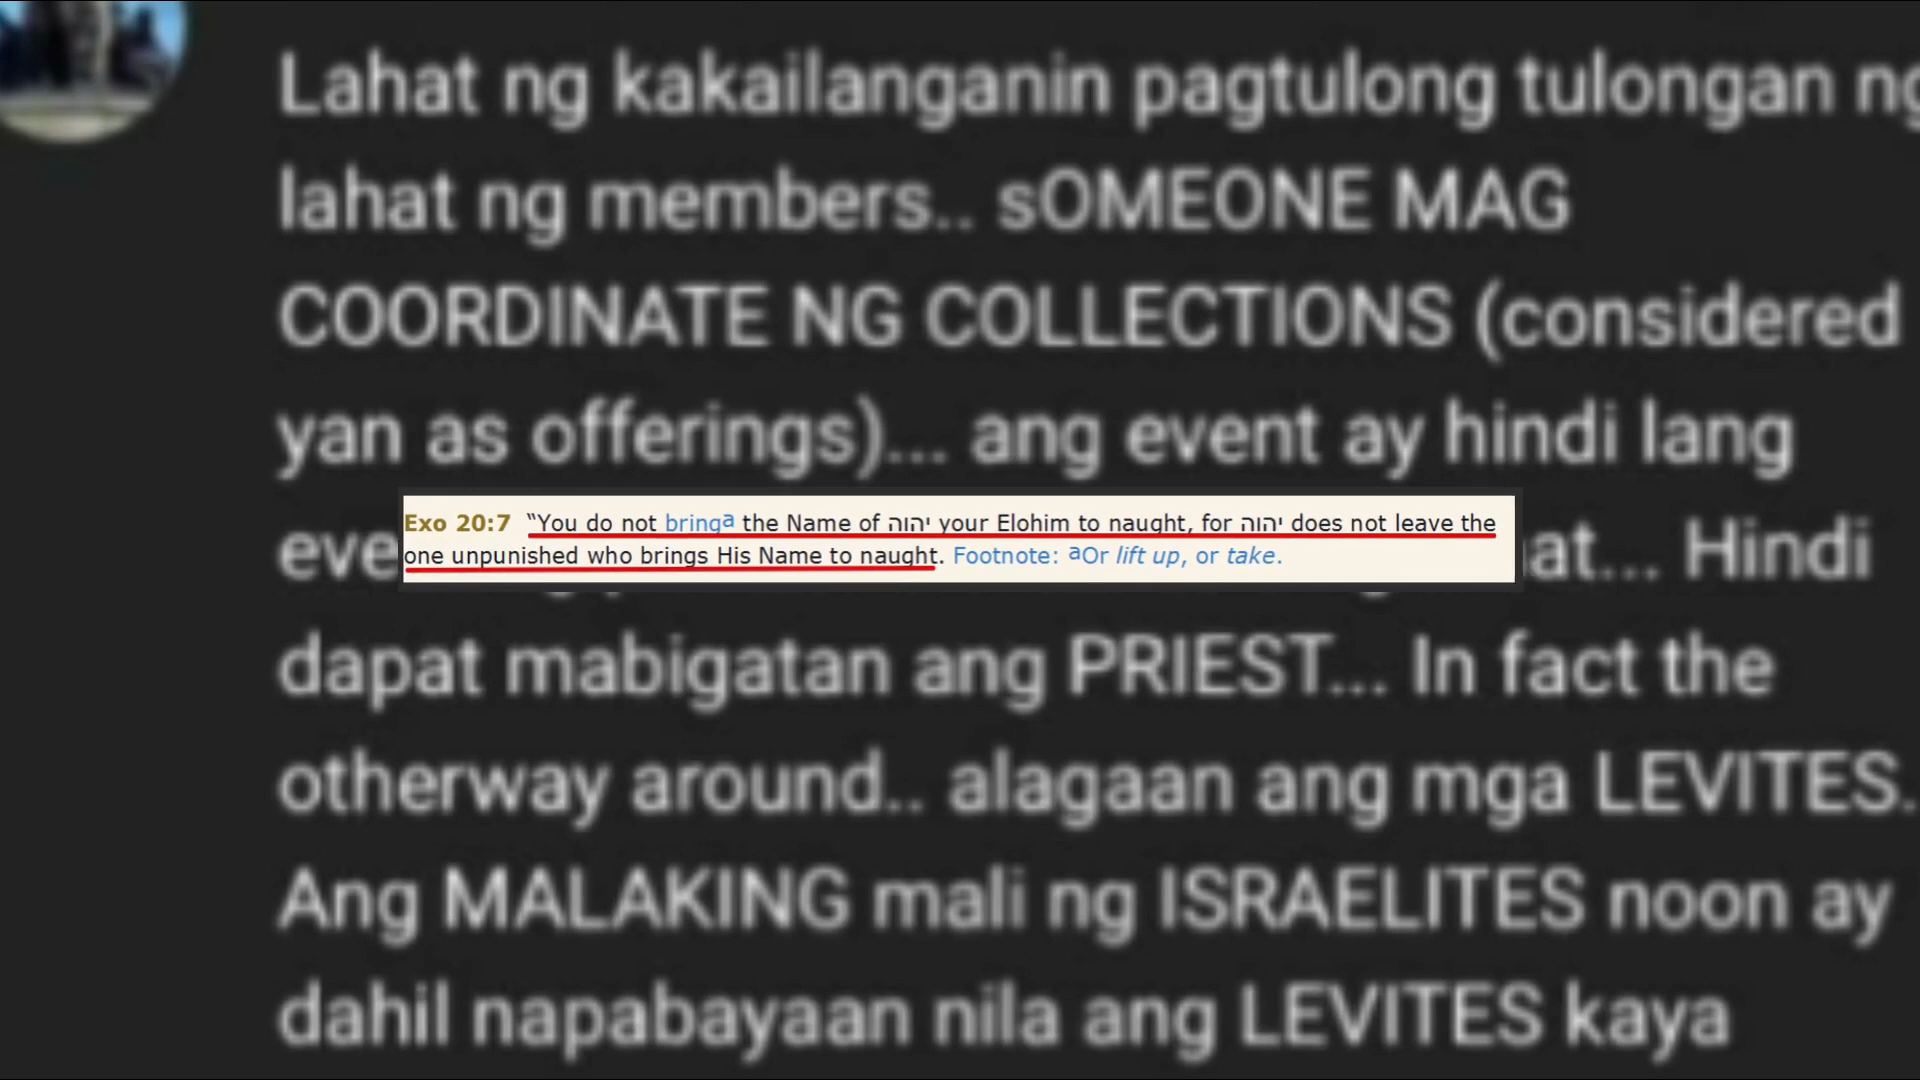 Lahat ng kakailanganin pagtulong tulongan ng
lahat ng members.. sOMEONE MAG
COORDINATE NG COLLECTIONS (considered
yan as offerings)... ang event ay hindi lang
Exo 20:7 “You do not bringᵃ the Name of יהוה your Elohim to naught, for יהוה does not leave the
one unpunished who brings His Name to naught. Footnote: ᵃOr lift up, or take.
Hindi
dapat mabigatan ang PRIEST... In fact the
otherway around.. alagaan ang mga LEVITES.
Ang MALAKING mali ng ISRAELITES noon ay
dahil napabayaan nila ang LEVITES kaya